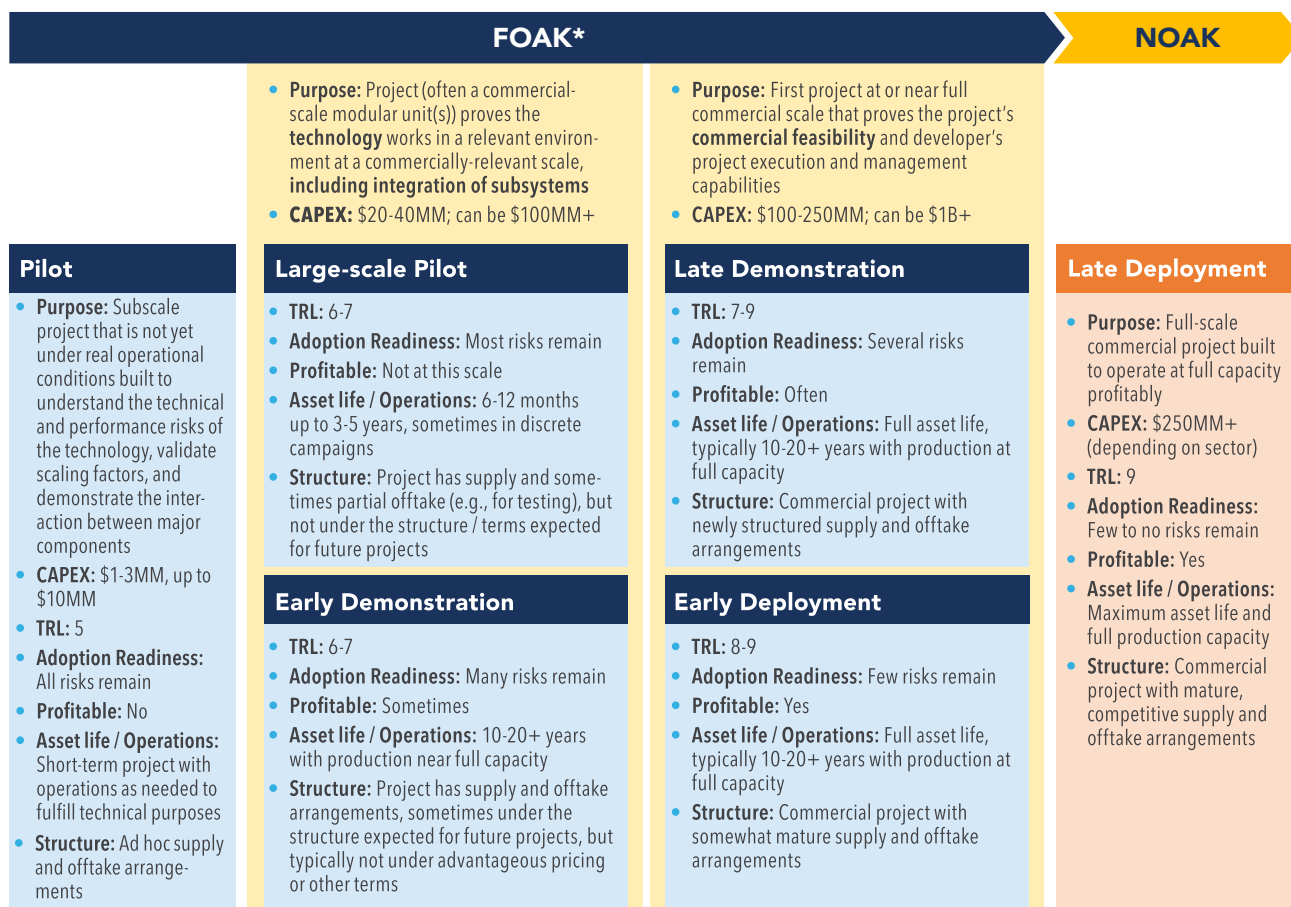 FOAK*
NOAK
• Purpose: Project (often a commercial-
scale modular unit(s)) proves the
technology works in a relevant environ-
ment at a commercially-relevant scale,
including integration of subsystems
• CAPEX: $20-40MM; can be $100MM+
• Purpose: First project at or near full
commercial scale that proves the project's
commercial feasibility and developer's
project execution and management
capabilities
• CAPEX: $100-250MM; can be $1B+
Pilot
• Purpose: Subscale
project that is not yet
under real operational
conditions built to
understand the technical
and performance risks of
the technology, validate
scaling factors, and
demonstrate the inter-
action between major
components
• CAPEX: $1-3MM, up to
$10MM
• TRL: 5
• Adoption Readiness:
All risks remain
• Profitable: No
• Asset life / Operations:
Short-term project with
operations as needed to
fulfill technical purposes
• Structure: Ad hoc supply
and offtake arrange-
ments
Large-scale Pilot
• TRL: 6-7
• Adoption Readiness: Most risks remain
• Profitable: Not at this scale
• Asset life / Operations: 6-12 months
up to 3-5 years, sometimes in discrete
campaigns
• Structure: Project has supply and some-
times partial offtake (e.g., for testing), but
not under the structure / terms expected
for future projects
Early Demonstration
• TRL: 6-7
• Adoption Readiness: Many risks remain
• Profitable: Sometimes
• Asset life / Operations: 10-20+ years
with production near full capacity
• Structure: Project has supply and offtake
arrangements, sometimes under the
structure expected for future projects, but
typically not under advantageous pricing
or other terms
Late Demonstration
• TRL: 7-9
• Adoption Readiness: Several risks
remain
• Profitable: Often
• Asset life / Operations: Full asset life,
typically 10-20+ years with production at
full capacity
• Structure: Commercial project with
newly structured supply and offtake
arrangements
Early Deployment
• TRL: 8-9
• Adoption Readiness: Few risks remain
• Profitable: Yes
• Asset life / Operations: Full asset life,
typically 10-20+ years with production at
full capacity
• Structure: Commercial project with
somewhat mature supply and offtake
arrangements
Late Deployment
• Purpose: Full-scale
commercial project built
to operate at full capacity
profitably
• CAPEX: $250MM+
(depending on sector)
• TRL: 9
• Adoption Readiness:
Few to no risks remain
• Profitable: Yes
• Asset life / Operations:
Maximum asset life and
full production capacity
• Structure: Commercial
project with mature,
competitive supply and
offtake arrangements